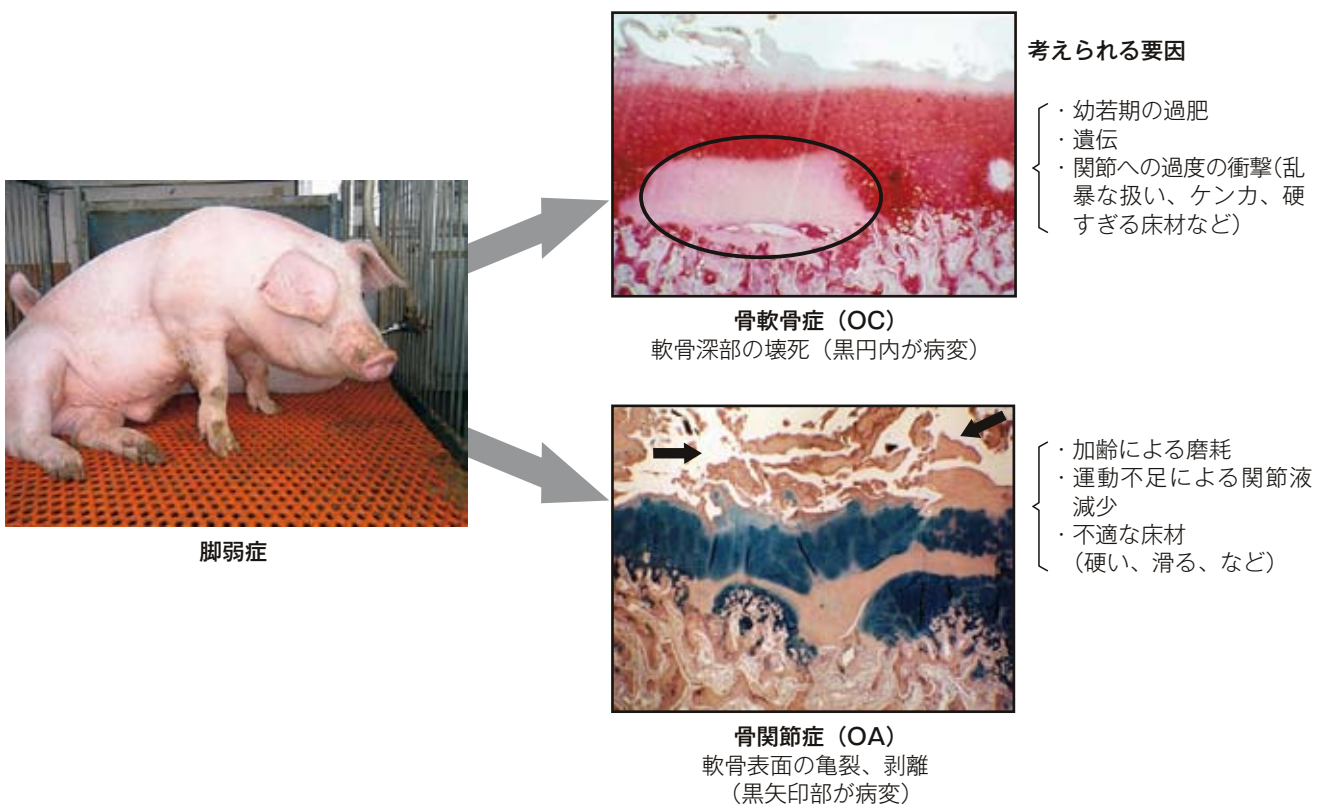 考えられる要因
・幼若期の過肥
・遺伝
・関節への過度の衝撃（乱
暴な扱い、ケンカ、硬
すぎる床材など）
骨軟骨症（OC）
軟骨深部の壊死（黒円内が病変）
脚弱症
・加齢による磨耗
・運動不足による関節液
減少
・不適な床材
（硬い、滑る、など）
骨関節症（OA）
軟骨表面の亀裂、剥離
（黒矢印部が病変）